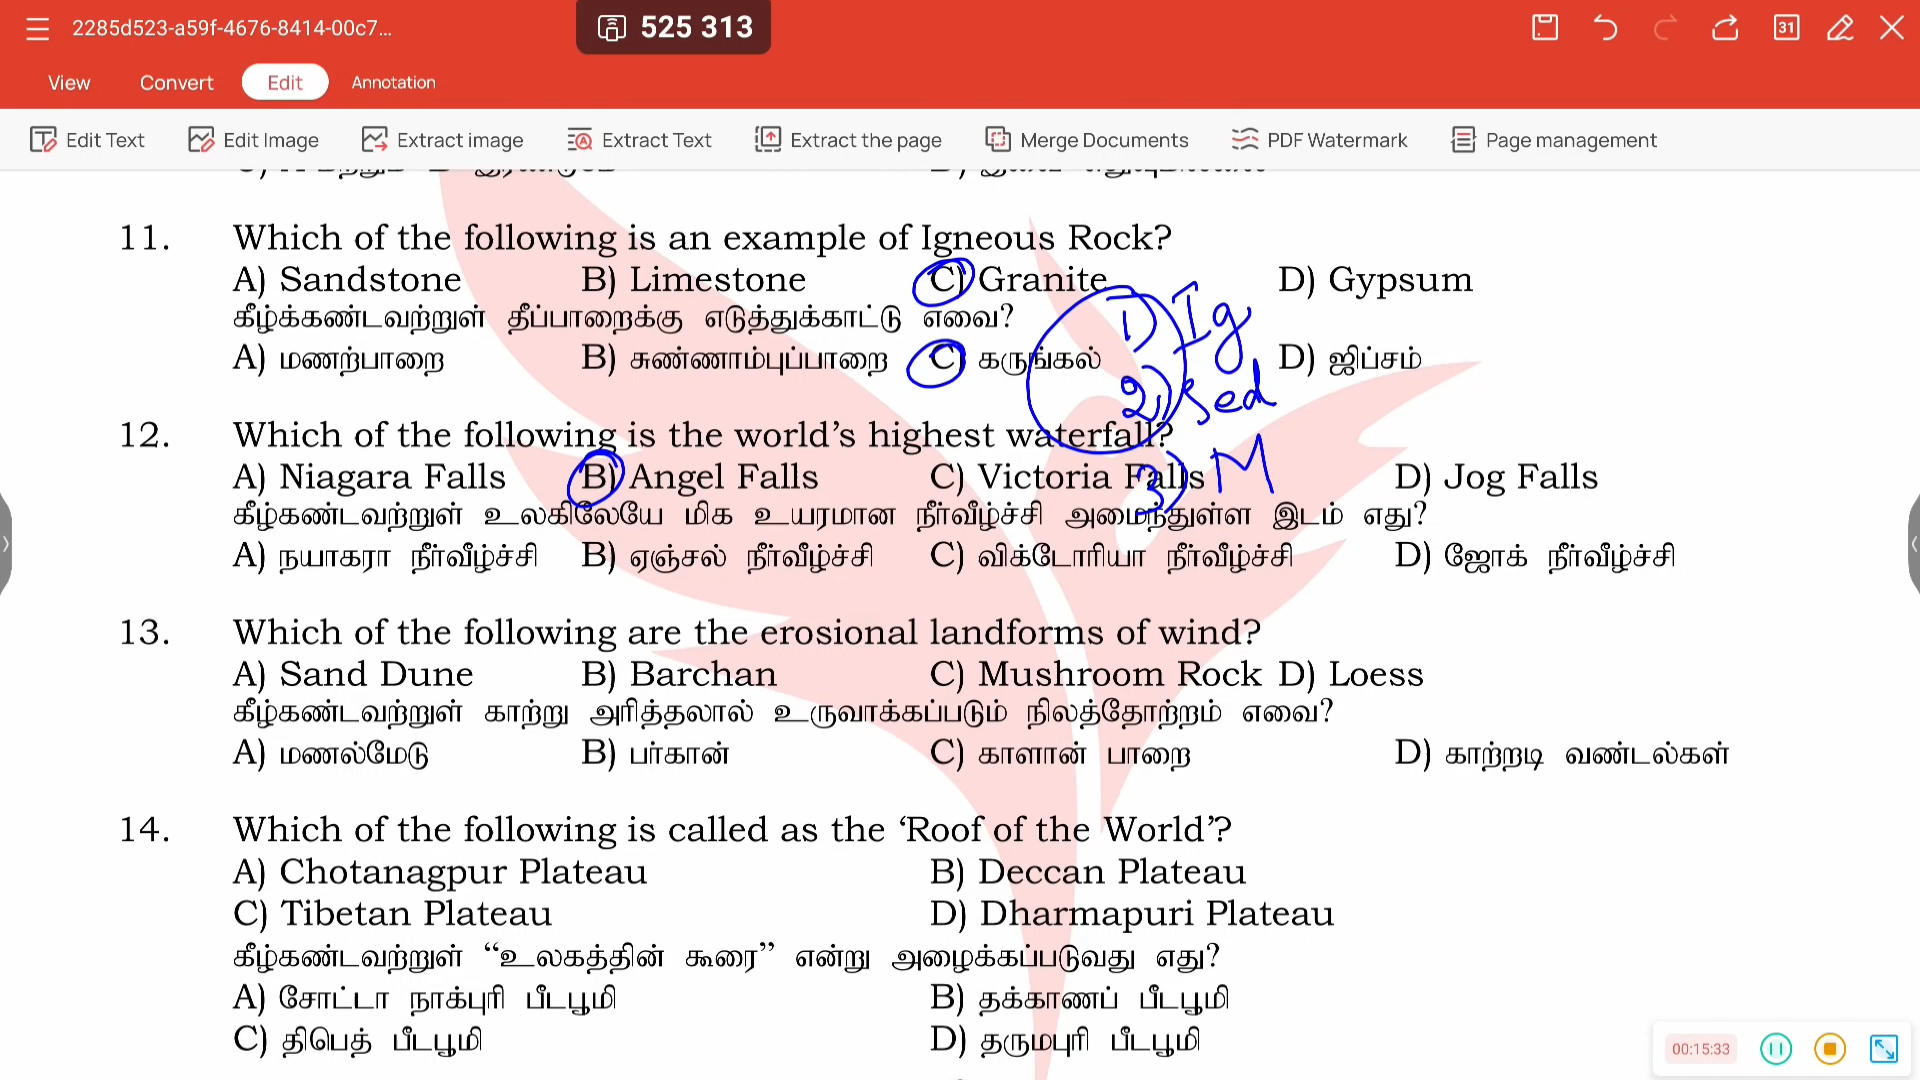 2285d523-a59f-4676-8414-00c7...
525 313
31
View Convert Edit Annotation
Edit Text Edit Image Extract image Extract Text Extract the page Merge Documents PDF Watermark Page management
11. Which of the following is an example of Igneous Rock?
A) Sandstone B) Limestone C) Granite D) Gypsum
கீழ்க்கண்டவற்றுள் தீப்பாறைக்கு எடுத்துக்காட்டு எவை?
A) மணற்பாறை B) சுண்ணாம்புப்பாறை C) கருங்கல் D) ஜிப்சம்
1) Ig
2) Sed
3) M
12. Which of the following is the world’s highest waterfall?
A) Niagara Falls B) Angel Falls C) Victoria Falls D) Jog Falls
கீழ்கண்டவற்றுள் உலகிலேயே மிக உயரமான நீர்வீழ்ச்சி அமைந்துள்ள இடம் எது?
A) நயாகரா நீர்வீழ்ச்சி B) ஏஞ்சல் நீர்வீழ்ச்சி C) விக்டோரியா நீர்வீழ்ச்சி D) ஜோக் நீர்வீழ்ச்சி
13. Which of the following are the erosional landforms of wind?
A) Sand Dune B) Barchan C) Mushroom Rock D) Loess
கீழ்கண்டவற்றுள் காற்று அரித்தலால் உருவாக்கப்படும் நிலத்தோற்றம் எவை?
A) மணல்மேடு B) பர்கான் C) காளான் பாறை D) காற்றடி வண்டல்கள்
14. Which of the following is called as the ‘Roof of the World’?
A) Chotanagpur Plateau B) Deccan Plateau
C) Tibetan Plateau D) Dharmapuri Plateau
கீழ்கண்டவற்றுள் “உலகத்தின் கூரை” என்று அழைக்கப்படுவது எது?
A) சோட்டா நாக்புரி பீடபூமி B) தக்காணப் பீடபூமி
C) திபெத் பீடபூமி D) தருமபுரி பீடபூமி
00:15:33